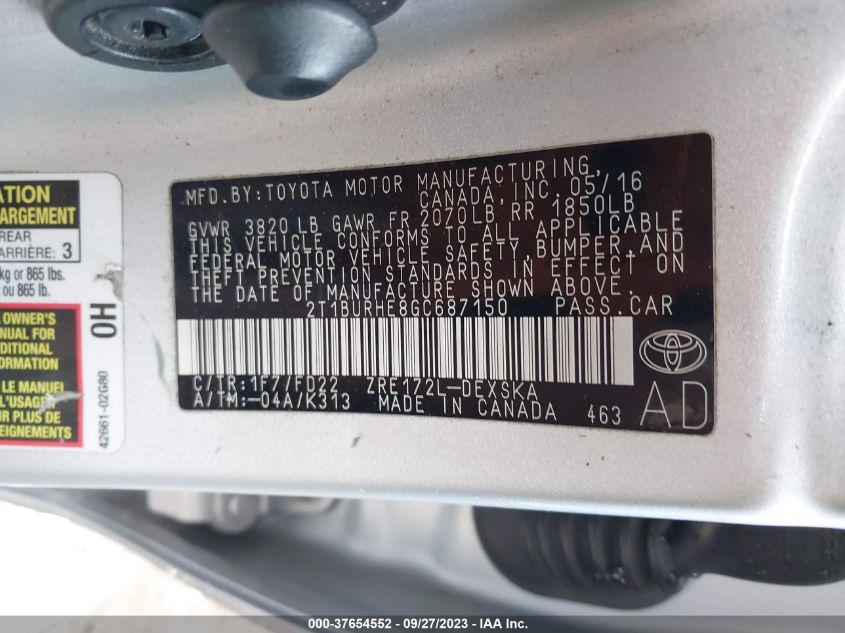 ATION
ARGEMENT
REAR
ARRIÈRE: 3
kg or 865 lbs.
ou 865 lb.
OWNER'S
ANUAL FOR
DDITIONAL
FORMATION
LE MANUEL
L'USAGER
R PLUS DE
EIGNEMENTS
0H
42661-02G80
MFD. BY: TOYOTA MOTOR MANUFACTURING,
CANADA, INC. 05/16
GVWR 3820 LB GAWR FR 2070LB RR 1850LB
THIS VEHICLE CONFORMS TO ALL APPLICABLE
FEDERAL MOTOR VEHICLE SAFETY, BUMPER, AND
THEFT PREVENTION STANDARDS IN EFFECT ON
THE DATE OF MANUFACTURE SHOWN ABOVE.
2T1BURHE8GC687150 PASS.CAR
C/TR:1F7/FD22 ZRE172L-DEXSKA
A/TM:-04A/K313 MADE IN CANADA 463
AD
000-37654552 - 09/27/2023 - IAA Inc.